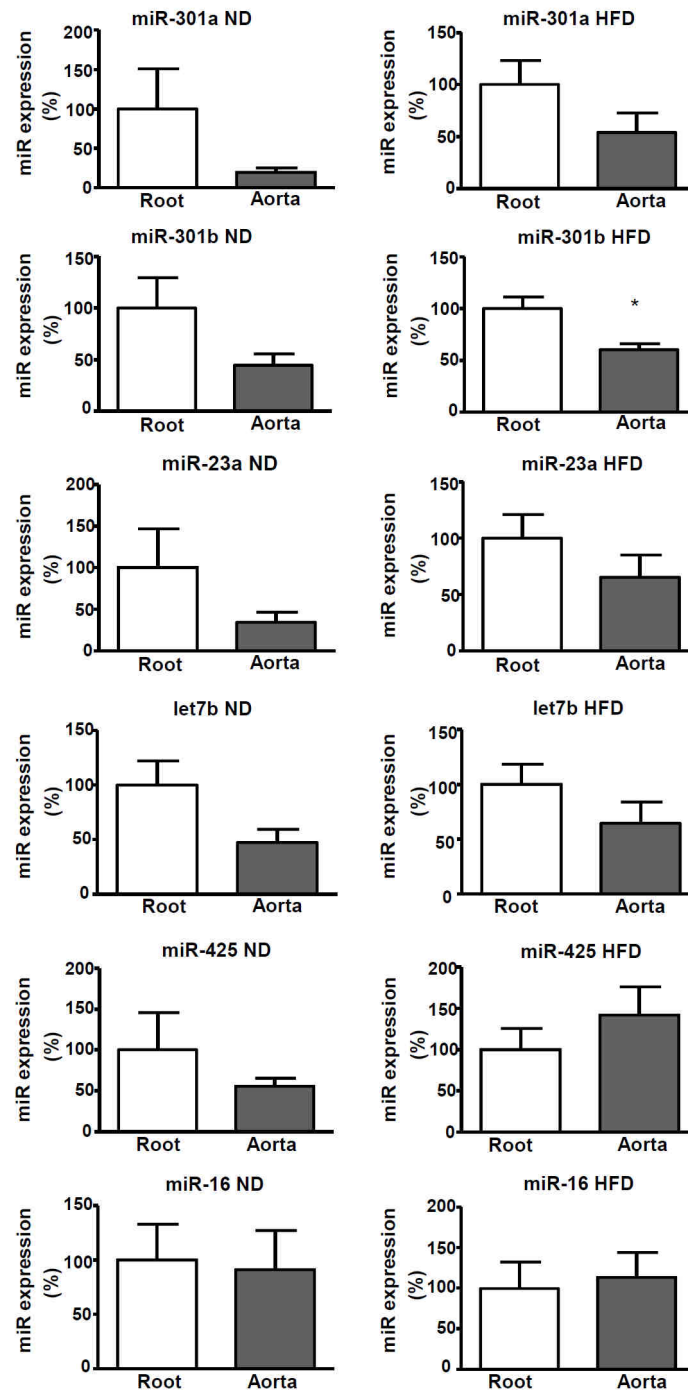 miR-301a ND
miR expression
(%)
200
150
100
50
0
Root
Aorta
miR-301a HFD
miR expression
(%)
150
100
50
0
Root
Aorta
miR-301b ND
miR expression
(%)
150
100
50
0
Root
Aorta
miR-301b HFD
miR expression
(%)
150
100
50
0
*
Root
Aorta
miR-23a ND
miR expression
(%)
200
150
100
50
0
Root
Aorta
miR-23a HFD
miR expression
(%)
150
100
50
0
Root
Aorta
let7b ND
miR expression
(%)
150
100
50
0
Root
Aorta
let7b HFD
miR expression
(%)
150
100
50
0
Root
Aorta
miR-425 ND
miR expression
(%)
200
150
100
50
0
Root
Aorta
miR-425 HFD
miR expression
(%)
200
150
100
50
0
Root
Aorta
miR-16 ND
miR expression
(%)
150
100
50
0
Root
Aorta
miR-16 HFD
miR expression
(%)
200
150
100
50
0
Root
Aorta